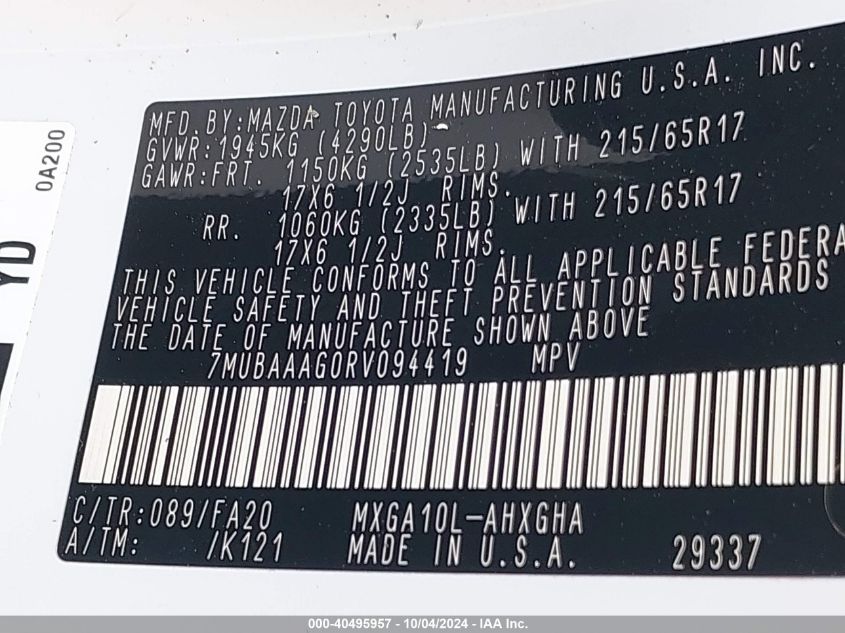 MFD.BY:MAZDA TOYOTA MANUFACTURING U.S.A. INC.
GVWR:1945KG (4290LB)
GAWR:FRT. 1150KG (2535LB) WITH 215/65R17
17X6 1/2J RIMS.
RR. 1060KG (2335LB) WITH 215/65R17
17X6 1/2J RIMS.
THIS VEHICLE CONFORMS TO ALL APPLICABLE FEDERA
VEHICLE SAFETY AND THEFT PREVENTION STANDARDS
THE DATE OF MANUFACTURE SHOWN ABOVE
7MUBAAAG0RV094419 MPV
C/TR:089/FA20 MXGA10L-AHXGHA
A/TM: /K121 MADE IN U.S.A. 29337
0A200
YD
000-40495957 - 10/04/2024 - IAA Inc.